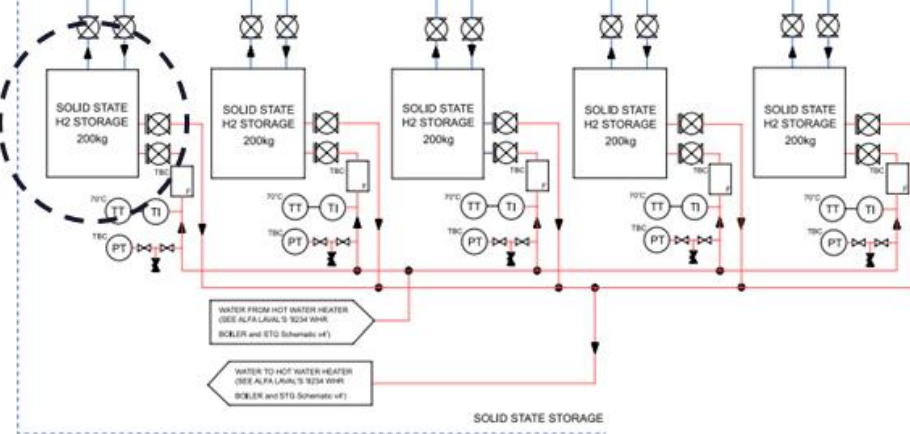 SOLID STATE
H2 STORAGE
200kg
SOLID STATE
H2 STORAGE
200kg
SOLID STATE
H2 STORAGE
200kg
SOLID STATE
H2 STORAGE
200kg
SOLID STATE
H2 STORAGE
200kg
TBC
F
TBC
F
TBC
F
TBC
F
TBC
F
70°C
TT
TI
70°C
TT
TI
70°C
TT
TI
70°C
TT
TI
70°C
TT
TI
TBC
PT
TBC
PT
TBC
PT
TBC
PT
TBC
PT
WATER FROM HOT WATER HEATER
(SEE ALFA LAVAL'S '9234 WHR
BOILER and STG Schematic v4')
WATER TO HOT WATER HEATER
(SEE ALFA LAVAL'S '9234 WHR
BOILER and STG Schematic v4')
SOLID STATE STORAGE